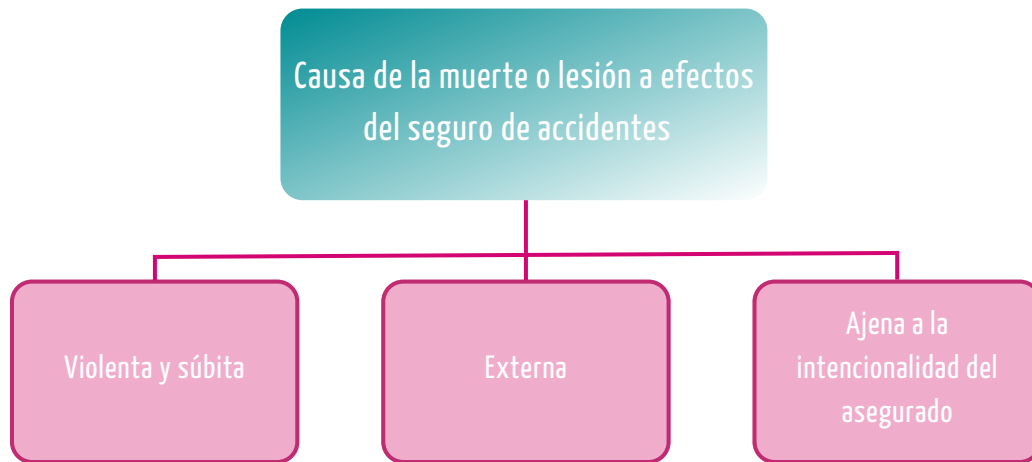 Causa de la muerte o lesión a efectos
del seguro de accidentes
Violenta y súbita
Externa
Ajena a la
intencionalidad del
asegurado